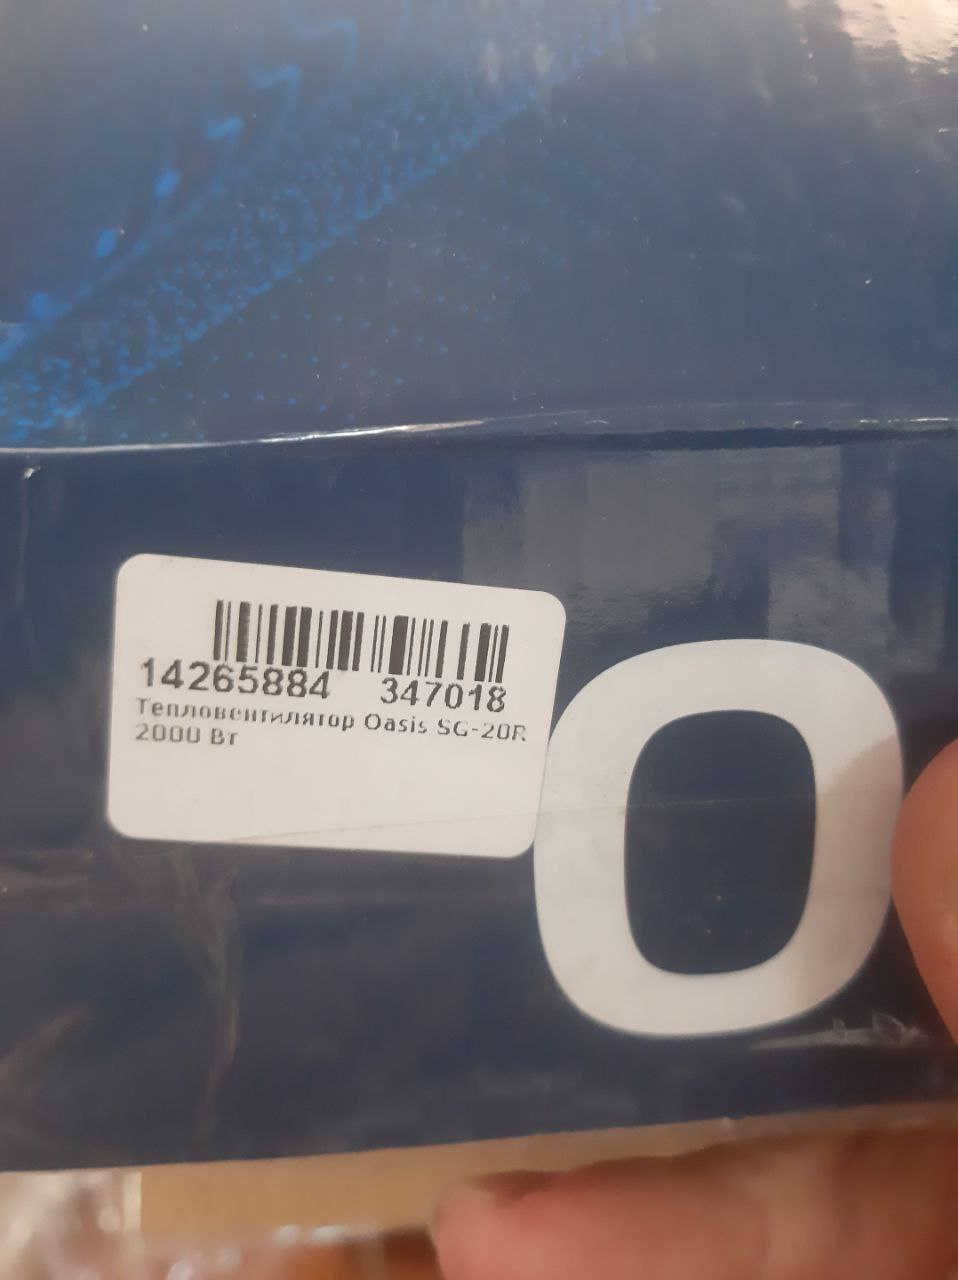 14265884 347018
Тепловентилятор Oasis SG-20R
2000 Вт
O